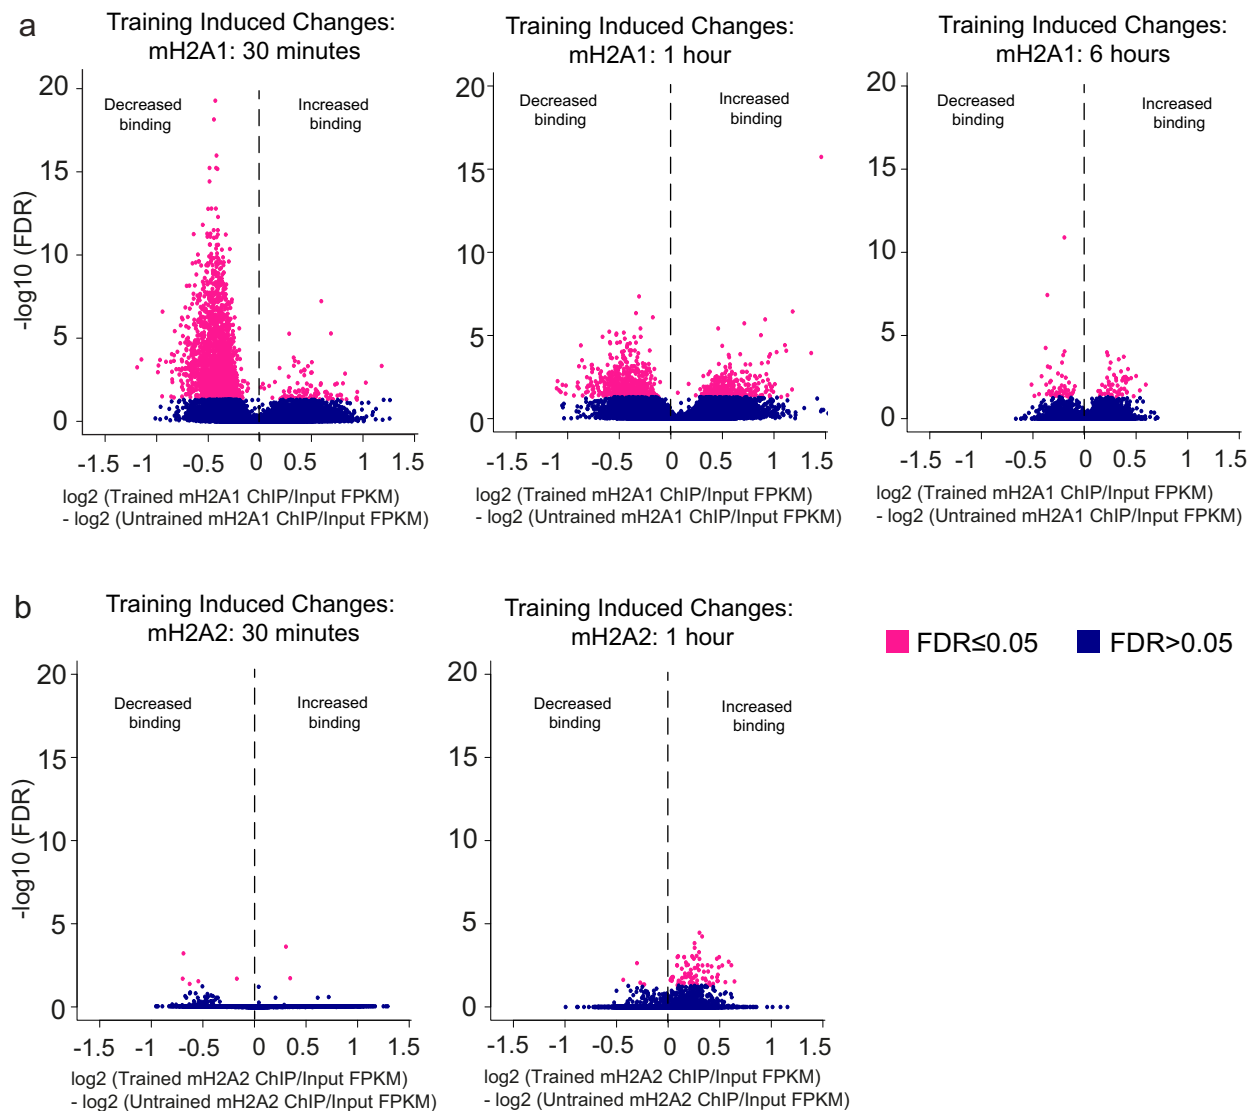 a
Training Induced Changes:
mH2A1: 30 minutes
20
15
10
5
0
-log10 (FDR)
Decreased
binding
Increased
binding
-1.5 -1 -0.5 0 0.5 1 1.5
log2 (Trained mH2A1 ChIP/Input FPKM)
- log2 (Untrained mH2A1 ChIP/Input FPKM)
Training Induced Changes:
mH2A1: 1 hour
20
15
10
5
0
Decreased
binding
Increased
binding
-1.5 -1 -0.5 0 0.5 1 1.5
log2 (Trained mH2A1 ChIP/Input FPKM)
- log2 (Untrained mH2A1 ChIP/Input FPKM)
Training Induced Changes:
mH2A1: 6 hours
20
15
10
5
0
Decreased
binding
Increased
binding
-1.5 -1 -0.5 0 0.5 1 1.5
log2 (Trained mH2A1 ChIP/Input FPKM)
- log2 (Untrained mH2A1 ChIP/Input FPKM)
b
Training Induced Changes:
mH2A2: 30 minutes
20
15
10
5
0
-log10 (FDR)
Decreased
binding
Increased
binding
-1.5 -1 -0.5 0 0.5 1 1.5
log2 (Trained mH2A2 ChIP/Input FPKM)
- log2 (Untrained mH2A2 ChIP/Input FPKM)
Training Induced Changes:
mH2A2: 1 hour
20
15
10
5
0
Decreased
binding
Increased
binding
-1.5 -1 -0.5 0 0.5 1 1.5
log2 (Trained mH2A2 ChIP/Input FPKM)
- log2 (Untrained mH2A2 ChIP/Input FPKM)
FDR≤0.05 FDR>0.05